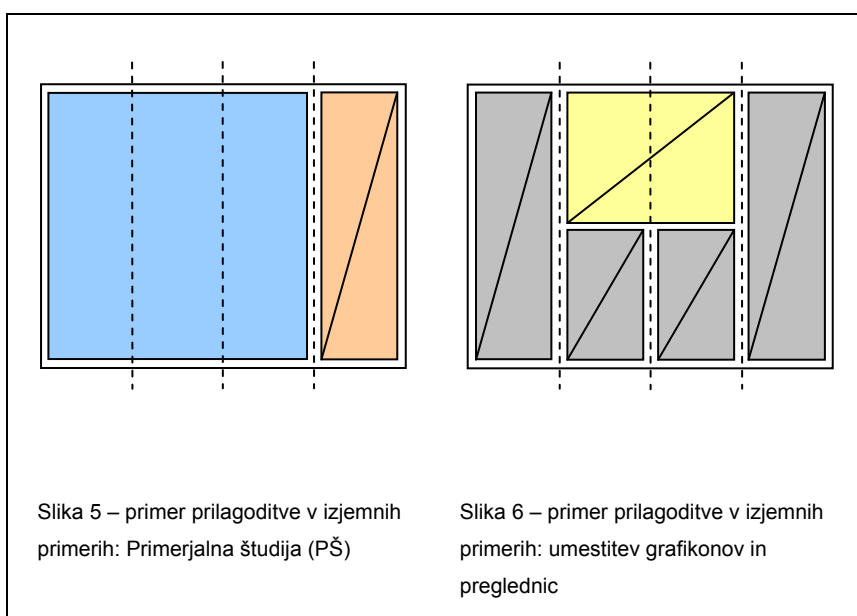 Slika 5 – primer prilagoditve v izjemnih
primerih: Primerjalna študija (PŠ)
Slika 6 – primer prilagoditve v izjemnih
primerih: umestitev grafikonov in
preglednic